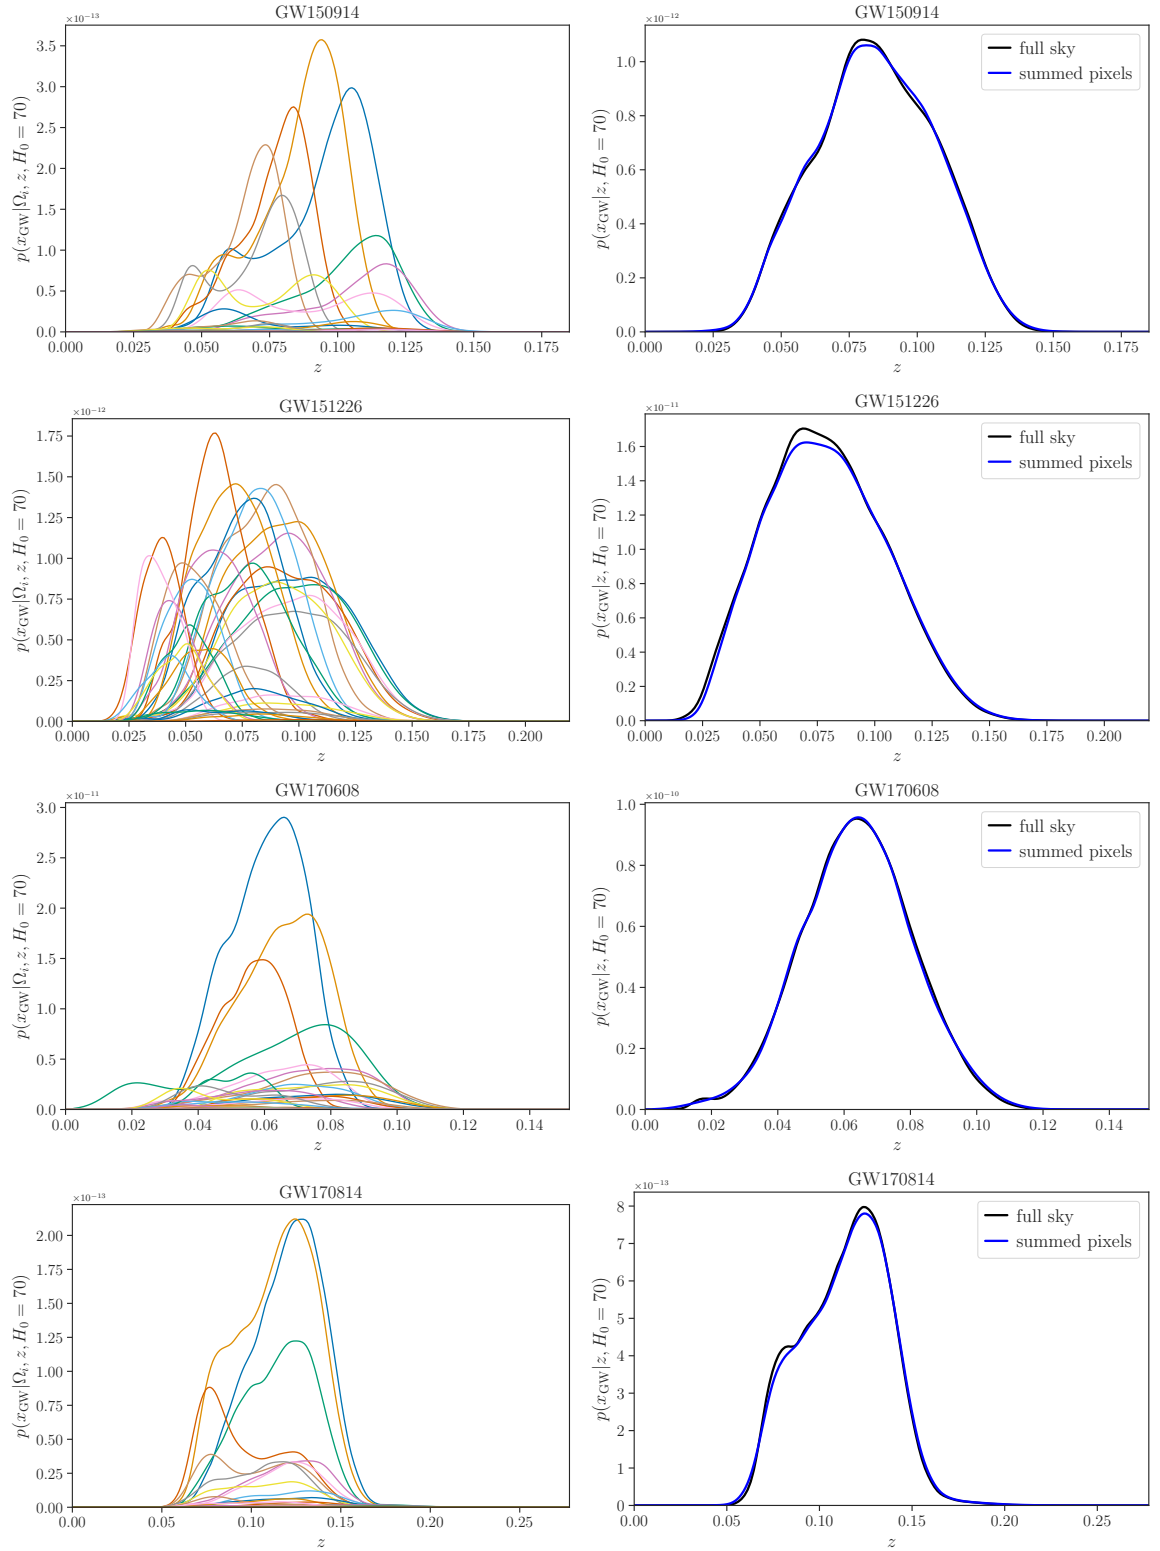 GW150914
×10⁻¹³
3.5
3.0
2.5
2.0
1.5
1.0
0.5
0.0
p(x_GW|Ω_i, z, H_0 = 70)
0.000 0.025 0.050 0.075 0.100 0.125 0.150 0.175
z
GW150914
×10⁻¹²
1.0
0.8
0.6
0.4
0.2
0.0
p(x_GW|z, H_0 = 70)
full sky
summed pixels
0.000 0.025 0.050 0.075 0.100 0.125 0.150 0.175
z
GW151226
×10⁻¹²
1.75
1.50
1.25
1.00
0.75
0.50
0.25
0.00
p(x_GW|Ω_i, z, H_0 = 70)
0.000 0.025 0.050 0.075 0.100 0.125 0.150 0.175 0.200
z
GW151226
×10⁻¹¹
1.6
1.4
1.2
1.0
0.8
0.6
0.4
0.2
0.0
p(x_GW|z, H_0 = 70)
full sky
summed pixels
0.000 0.025 0.050 0.075 0.100 0.125 0.150 0.175 0.200
z
GW170608
×10⁻¹¹
3.0
2.5
2.0
1.5
1.0
0.5
0.0
p(x_GW|Ω_i, z, H_0 = 70)
0.00 0.02 0.04 0.06 0.08 0.10 0.12 0.14
z
GW170608
×10⁻¹⁰
1.0
0.8
0.6
0.4
0.2
0.0
p(x_GW|z, H_0 = 70)
full sky
summed pixels
0.00 0.02 0.04 0.06 0.08 0.10 0.12 0.14
z
GW170814
×10⁻¹³
2.00
1.75
1.50
1.25
1.00
0.75
0.50
0.25
0.00
p(x_GW|Ω_i, z, H_0 = 70)
0.00 0.05 0.10 0.15 0.20 0.25
z
GW170814
×10⁻¹³
8
7
6
5
4
3
2
1
0
p(x_GW|z, H_0 = 70)
full sky
summed pixels
0.00 0.05 0.10 0.15 0.20 0.25
z